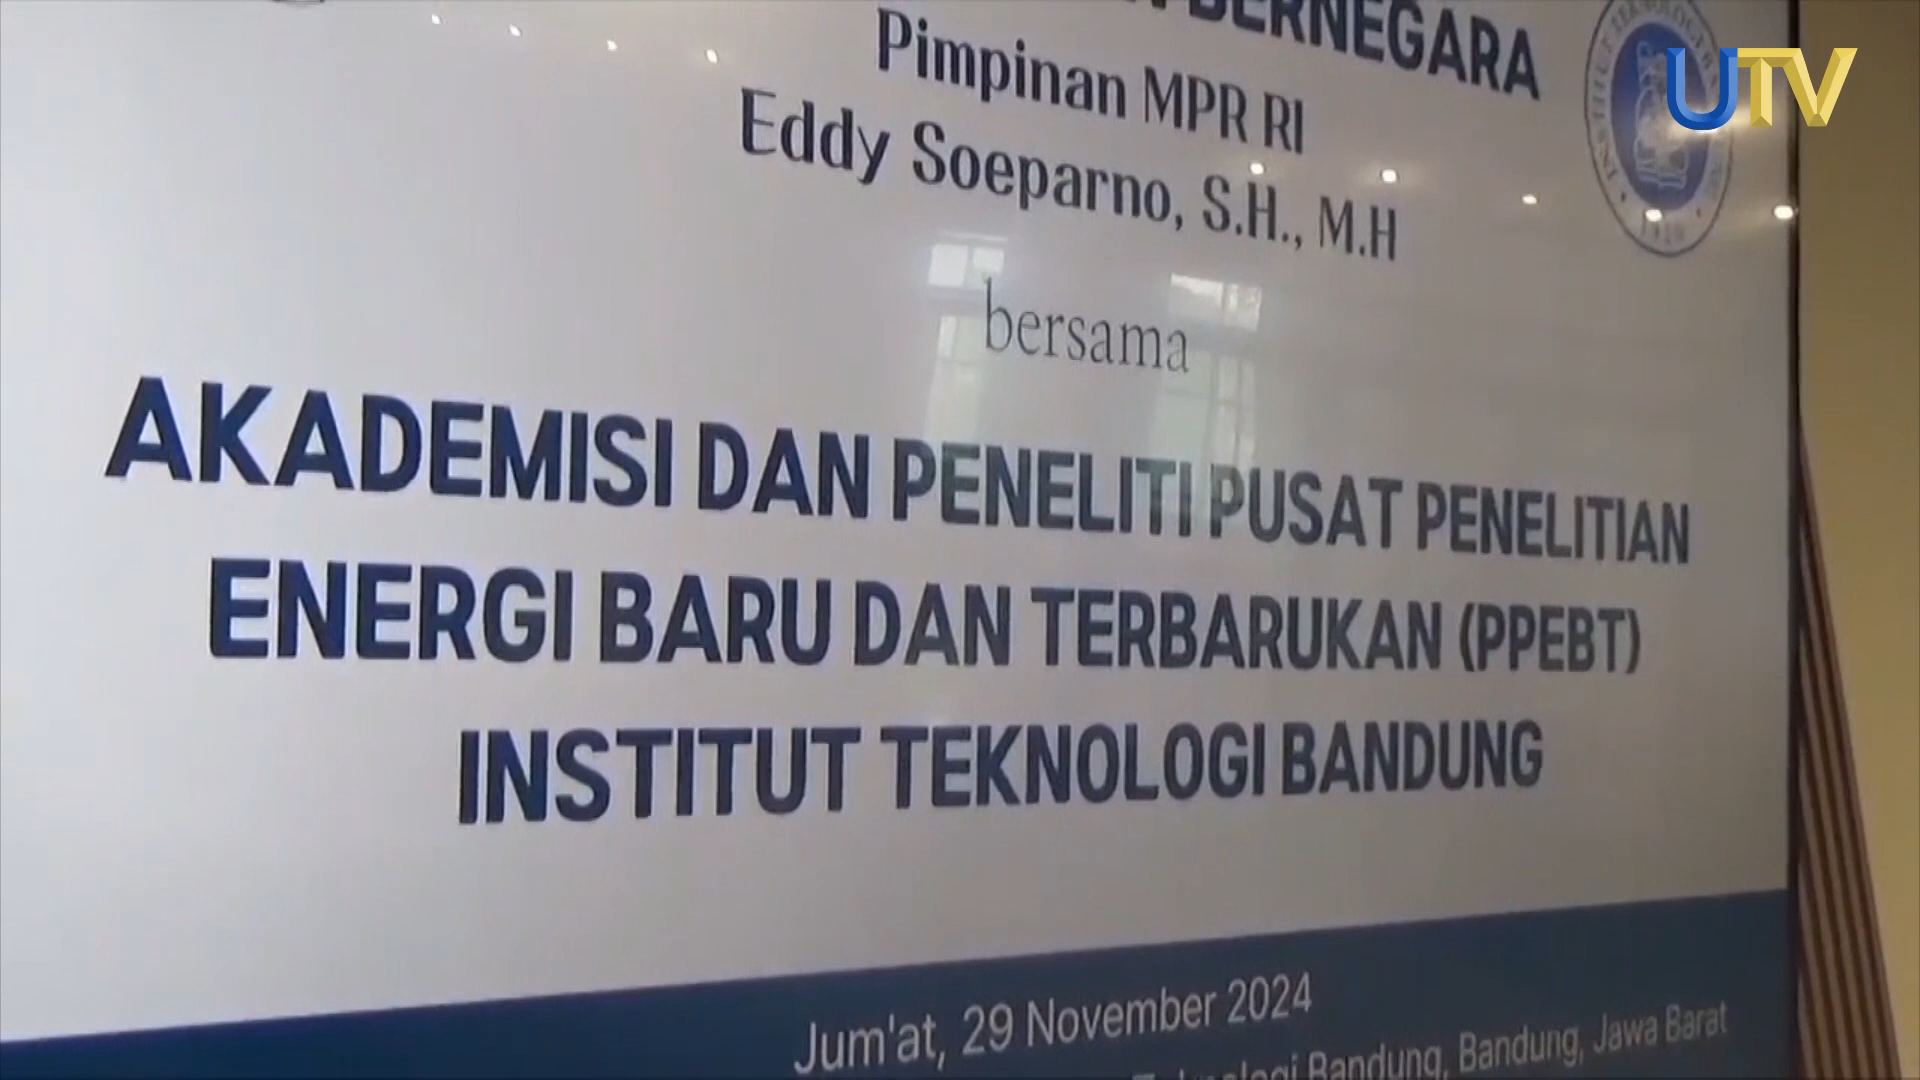 BERNEGARA
Pimpinan MPR RI
Eddy Soeparno, S.H., M.H
bersama
AKADEMISI DAN PENELITI PUSAT PENELITIAN
ENERGI BARU DAN TERBARUKAN (PPEBT)
INSTITUT TEKNOLOGI BANDUNG
Jum'at, 29 November 2024
Teknologi Bandung, Bandung, Jawa Barat
UTV